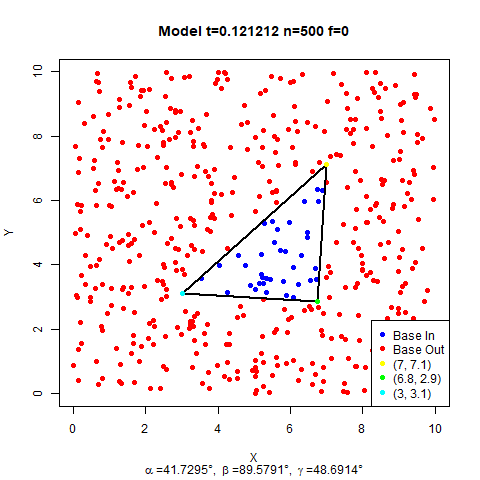 Model t=0.121212 n=500 f=0
10
8
6
4
2
0
Y
Base In
Base Out
(7, 7.1)
(6.8, 2.9)
(3, 3.1)
0 2 4 6 8 10
X
α=41.7295°, β=89.5791°, γ=48.6914°